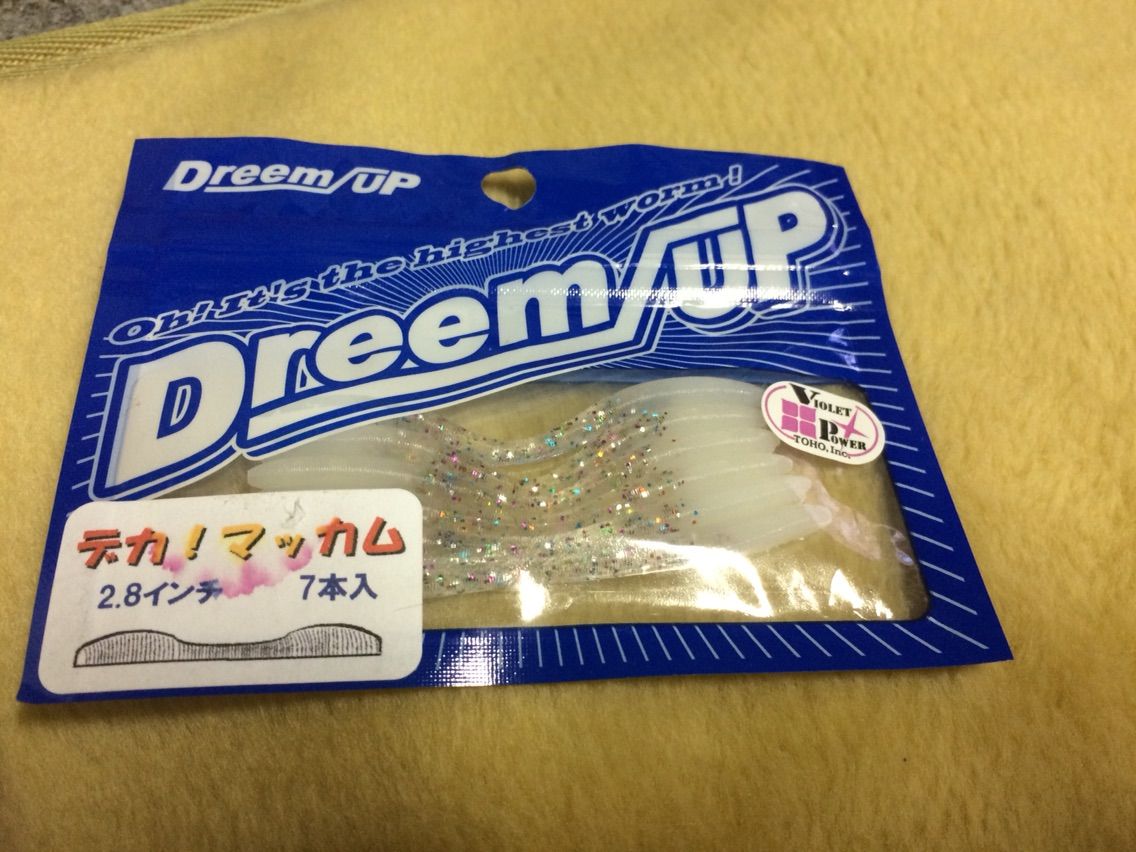 Dreem/UP
Oh! It's the highest worm!
Dreem/UP
VIOLET
POWER
TOHO, Inc.
デカ!マッカム
2.8インチ 7本入